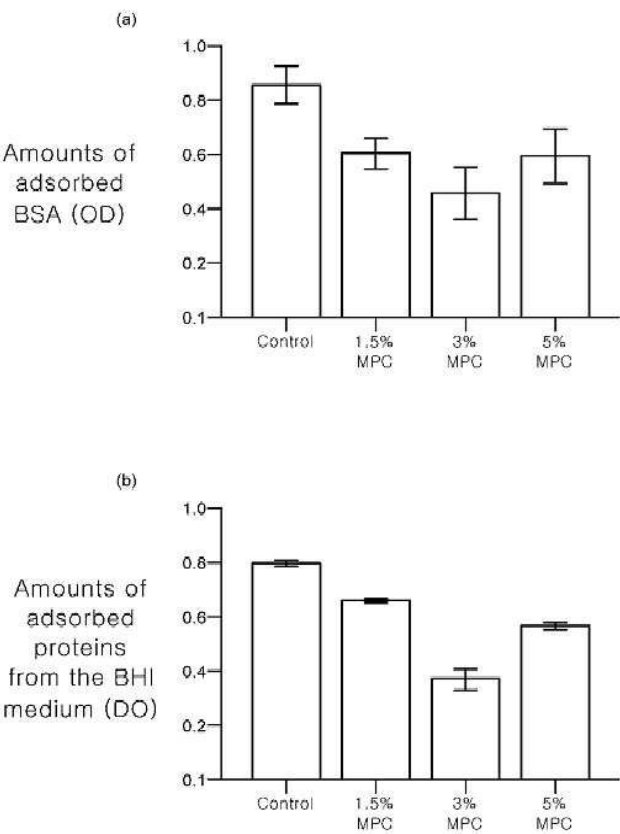 (a)
1.0
0.8
0.6
0.4
0.2
0.1
Amounts of
adsorbed
BSA (OD)
Control
1.5%
MPC
3%
MPC
5%
MPC
(b)
1.0
0.8
0.6
0.4
0.2
0.1
Amounts of
adsorbed
proteins
from the BHI
medium (DO)
Control
1.5%
MPC
3%
MPC
5%
MPC